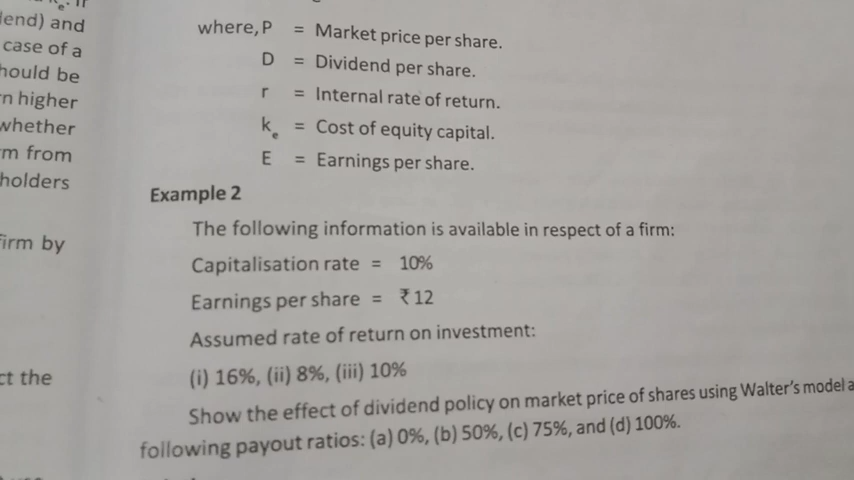 lend) and
case of a
hould be
n higher
whether
m from
holders
firm by
ct the
where, P = Market price per share.
D = Dividend per share.
r = Internal rate of return.
kₑ = Cost of equity capital.
E = Earnings per share.
Example 2
The following information is available in respect of a firm:
Capitalisation rate = 10%
Earnings per share = ₹12
Assumed rate of return on investment:
(i) 16%, (ii) 8%, (iii) 10%
Show the effect of dividend policy on market price of shares using Walter's model a
following payout ratios: (a) 0%, (b) 50%, (c) 75%, and (d) 100%.